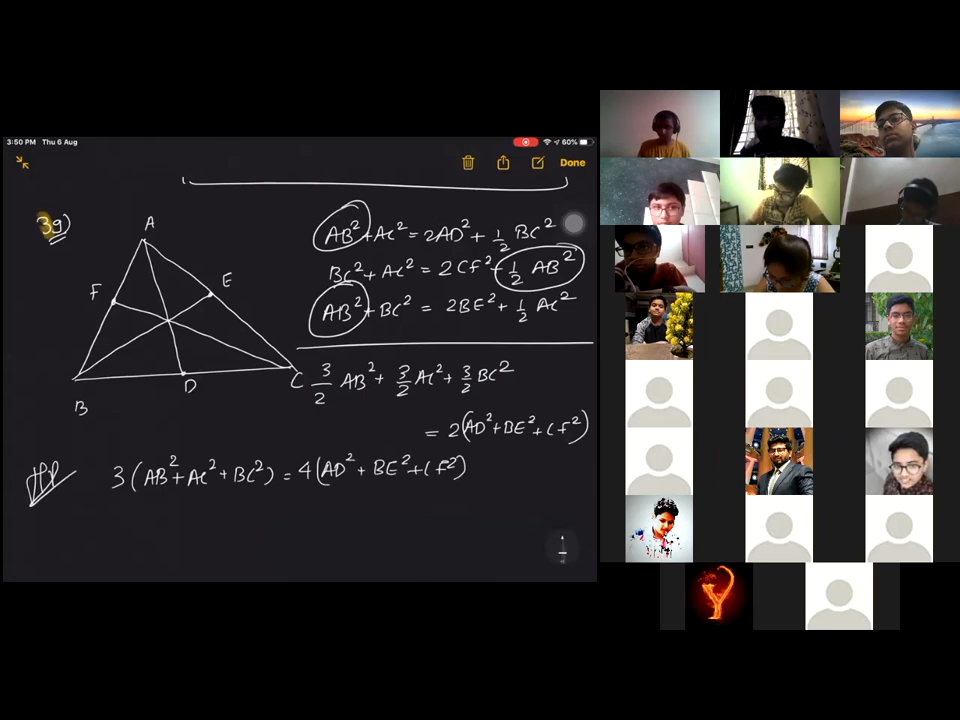 3:50 PM Thu 6 Aug
60%
Done
39)
A
AB²+AC² = 2AD² + 1/2 BC²
BC²+AC² = 2CF² + 1/2 AB²
AB²+BC² = 2BE² + 1/2 AC²
F
E
B
D
C
3/2 AB² + 3/2 AC² + 3/2 BC²
= 2(AD²+BE²+CF²)
HP 3(AB²+AC²+BC²) = 4(AD²+BE²+CF²)